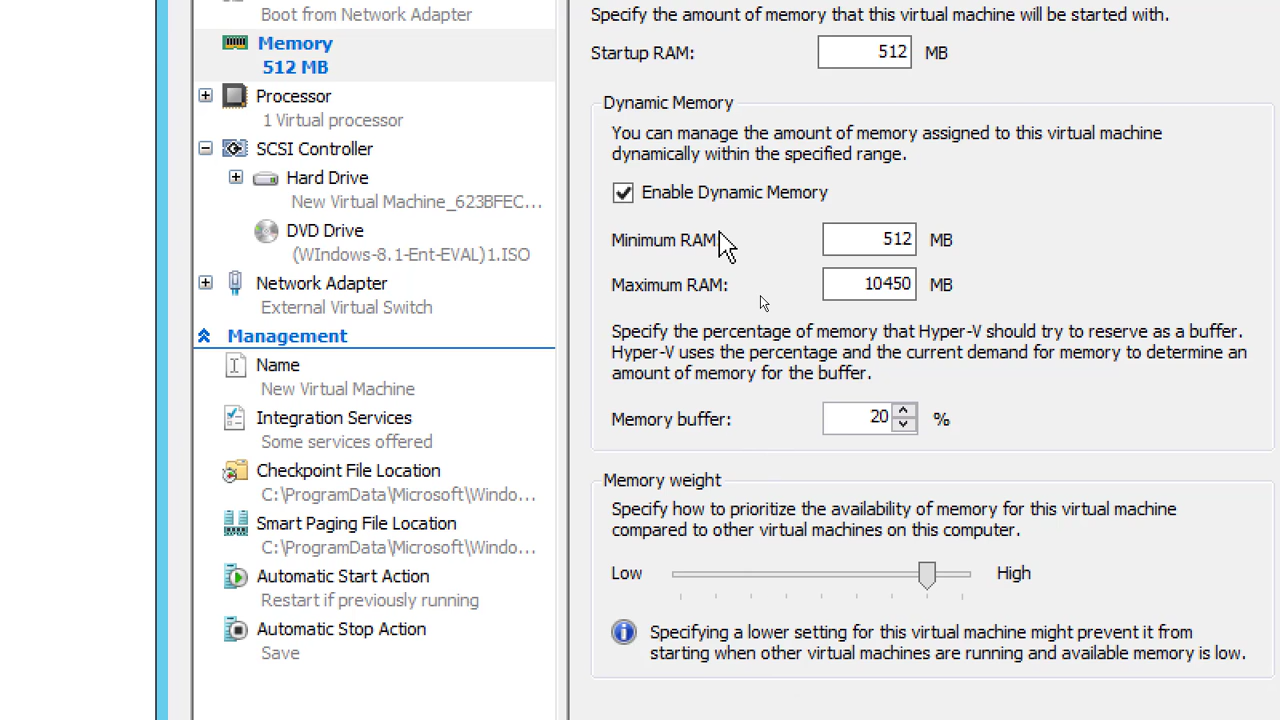 Boot from Network Adapter
Memory
512 MB
Processor
1 Virtual processor
SCSI Controller
Hard Drive
New Virtual Machine_623BFEC...
DVD Drive
(WIndows-8.1-Ent-EVAL)1.ISO
Network Adapter
External Virtual Switch
Management
Name
New Virtual Machine
Integration Services
Some services offered
Checkpoint File Location
C:\ProgramData\Microsoft\Windo...
Smart Paging File Location
C:\ProgramData\Microsoft\Windo...
Automatic Start Action
Restart if previously running
Automatic Stop Action
Save
Specify the amount of memory that this virtual machine will be started with.
Startup RAM: 512 MB
Dynamic Memory
You can manage the amount of memory assigned to this virtual machine
dynamically within the specified range.
Enable Dynamic Memory
Minimum RAM: 512 MB
Maximum RAM: 10450 MB
Specify the percentage of memory that Hyper-V should try to reserve as a buffer.
Hyper-V uses the percentage and the current demand for memory to determine an
amount of memory for the buffer.
Memory buffer: 20 %
Memory weight
Specify how to prioritize the availability of memory for this virtual machine
compared to other virtual machines on this computer.
Low High
Specifying a lower setting for this virtual machine might prevent it from
starting when other virtual machines are running and available memory is low.